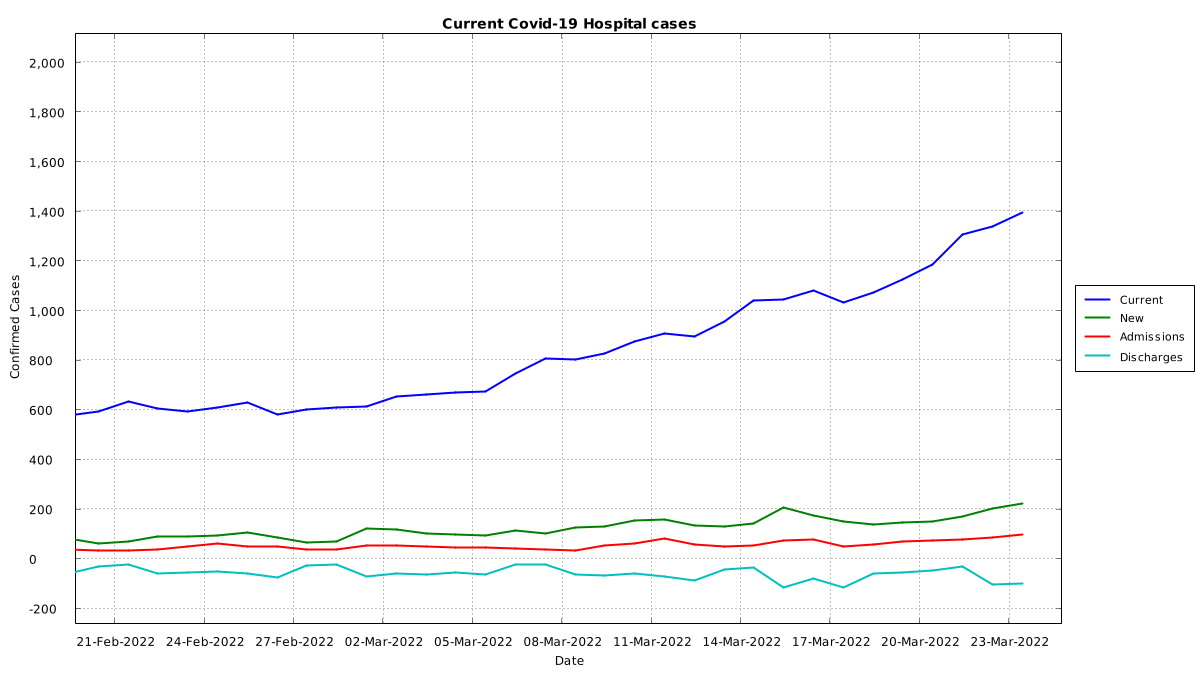 Current Covid-19 Hospital cases
2,000
1,800
1,600
1,400
1,200
1,000
800
600
400
200
0
-200
Confirmed Cases
21-Feb-2022 24-Feb-2022 27-Feb-2022 02-Mar-2022 05-Mar-2022 08-Mar-2022 11-Mar-2022 14-Mar-2022 17-Mar-2022 20-Mar-2022 23-Mar-2022
Date
Current
New
Admissions
Discharges